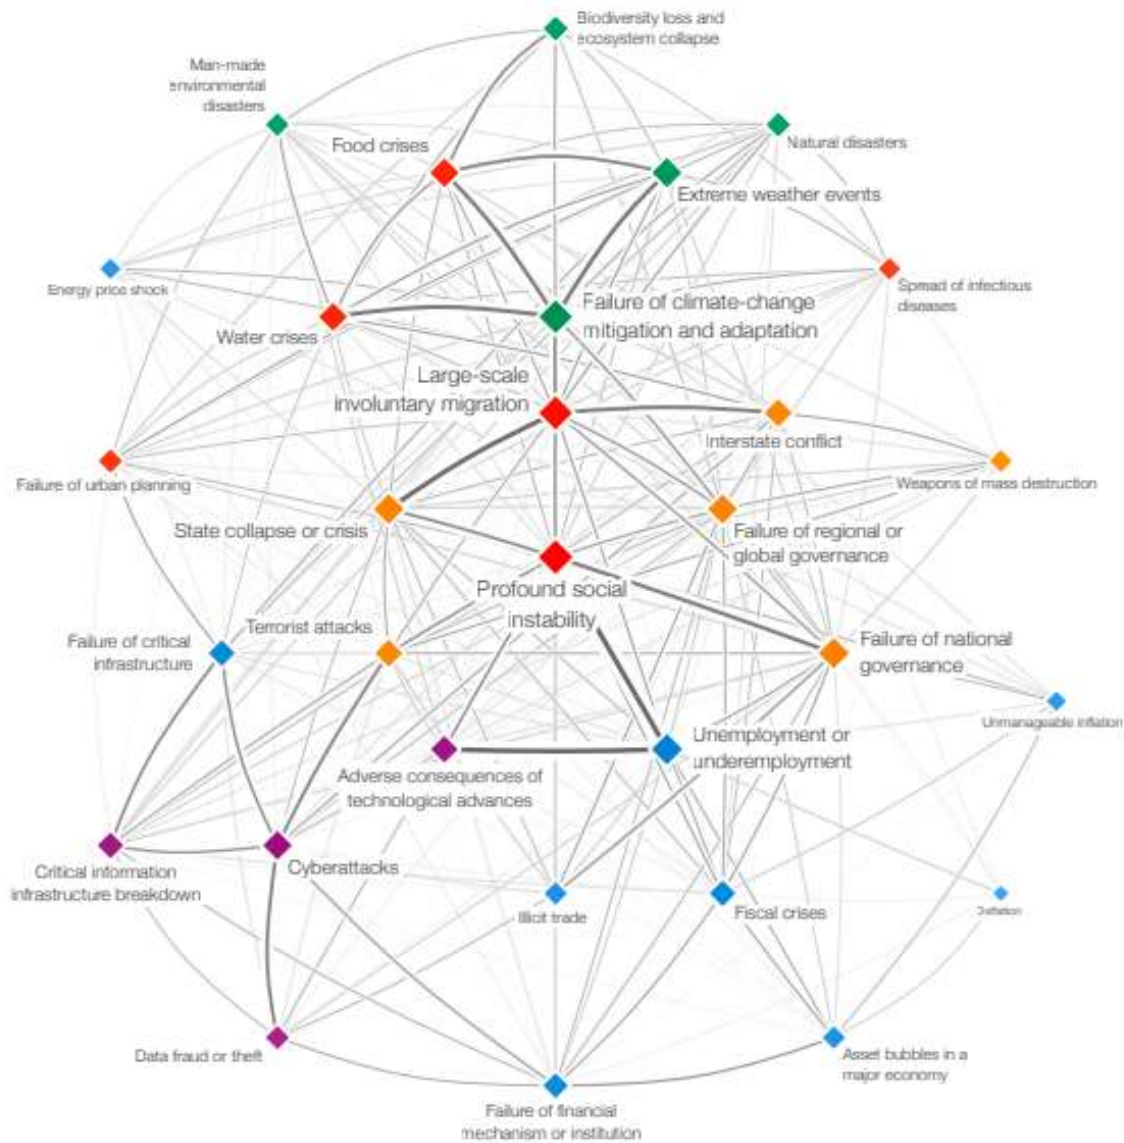 Biodiversity loss and
ecosystem collapse
Man-made
environmental
disasters
Food crises
Natural disasters
Extreme weather events
Energy price shock
Spread of infectious
diseases
Failure of climate-change
mitigation and adaptation
Water crises
Large-scale
involuntary migration
Interstate conflict
Failure of urban planning
Weapons of mass destruction
State collapse or crisis
Failure of regional or
global governance
Profound social
instability
Terrorist attacks
Failure of critical
infrastructure
Failure of national
governance
Unmanageable inflation
Unemployment or
underemployment
Adverse consequences of
technological advances
Cyberattacks
Critical information
infrastructure breakdown
Illicit trade
Fiscal crises
Deflation
Data fraud or theft
Asset bubbles in a
major economy
Failure of financial
mechanism or institution